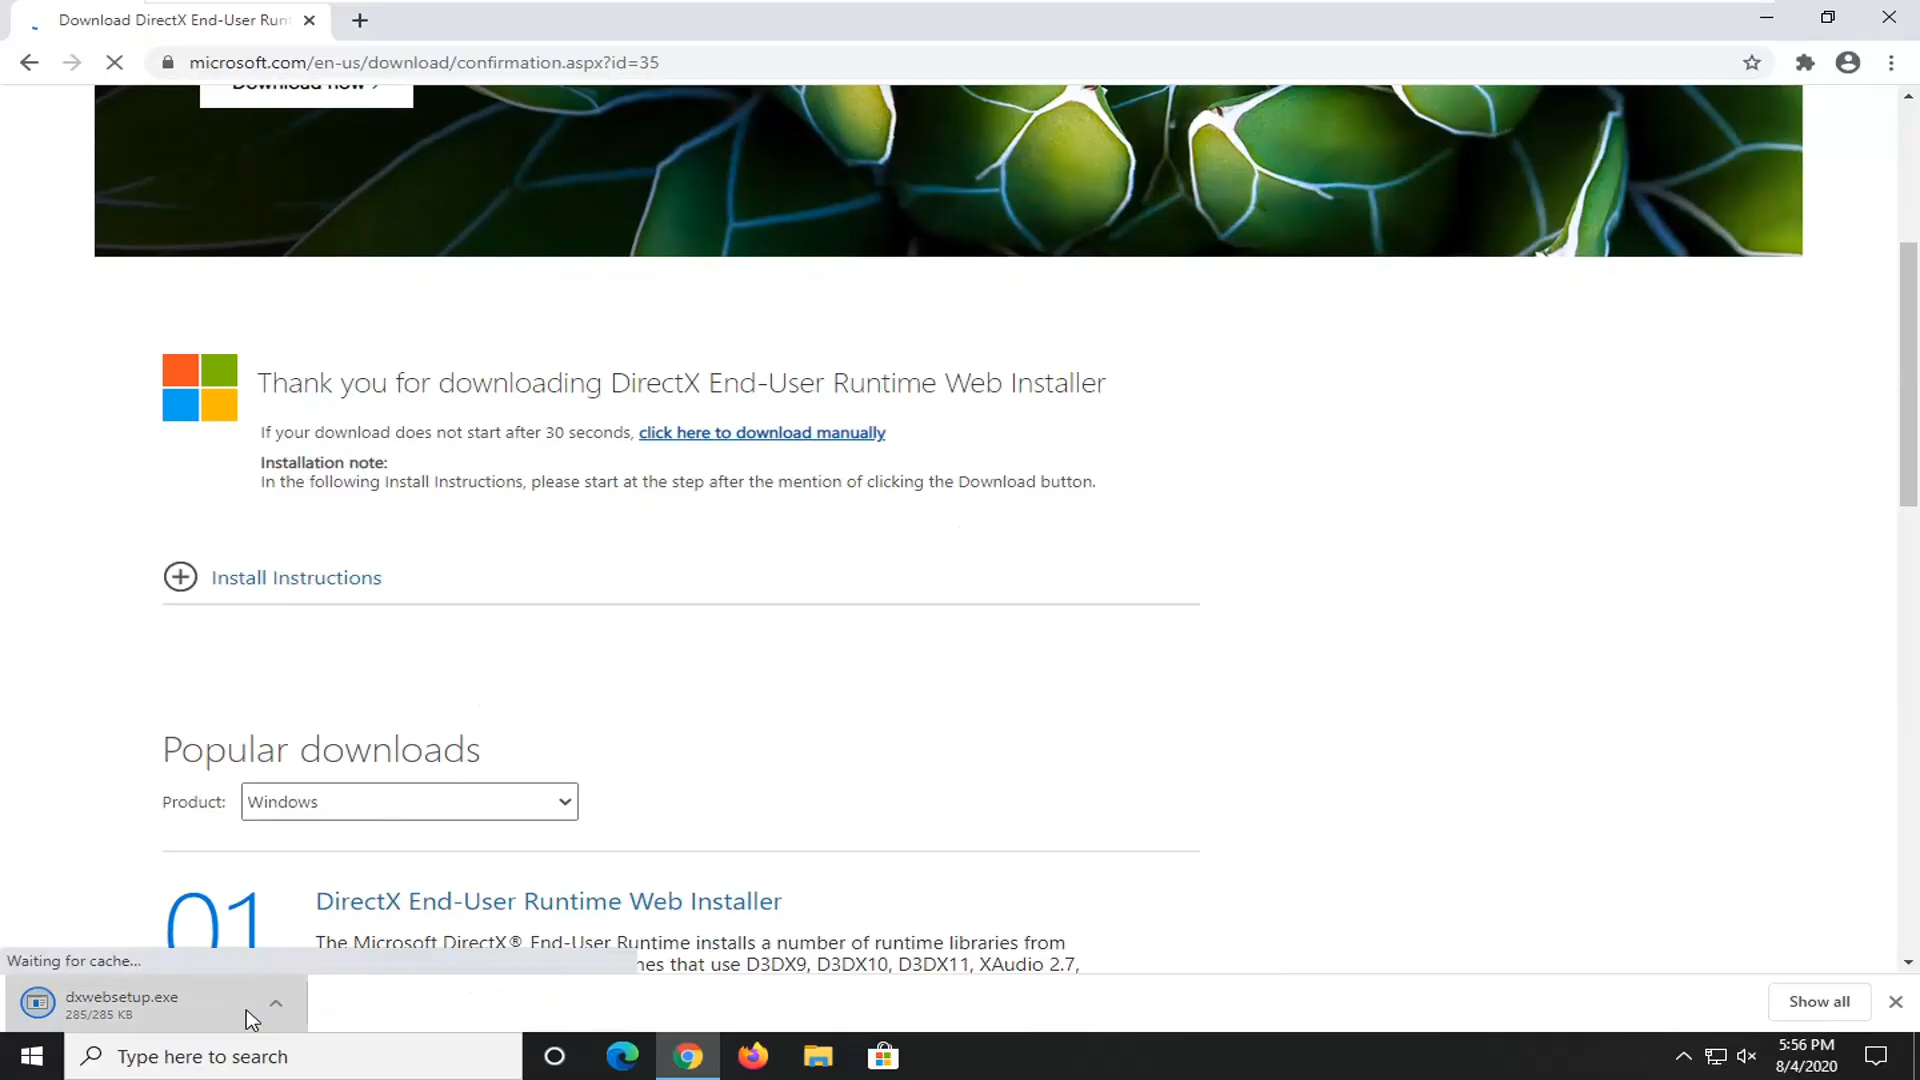 Download DirectX End-User Runt
microsoft.com/en-us/download/confirmation.aspx?id=35
Download now
Thank you for downloading DirectX End-User Runtime Web Installer
If your download does not start after 30 seconds, click here to download manually
Installation note:
In the following Install Instructions, please start at the step after the mention of clicking the Download button.
Install Instructions
Popular downloads
Product: Windows
01
DirectX End-User Runtime Web Installer
The Microsoft DirectX® End-User Runtime installs a number of runtime libraries from
that use D3DX9, D3DX10, D3DX11, XAudio 2.7,
Waiting for cache...
dxwebsetup.exe
285/285 KB
Show all
Type here to search
5:56 PM
8/4/2020